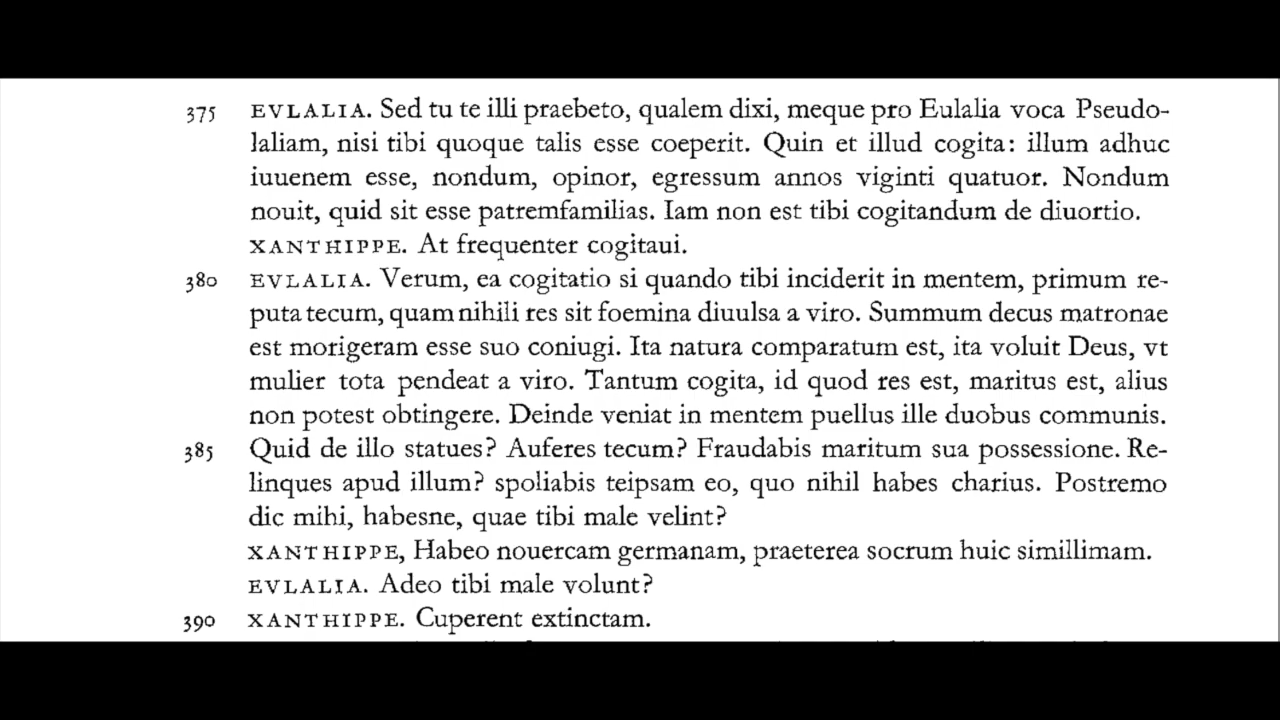 375 EVLALIA. Sed tu te illi praebeto, qualem dixi, meque pro Eulalia voca Pseudo-
laliam, nisi tibi quoque talis esse coeperit. Quin et illud cogita: illum adhuc
iuuenem esse, nondum, opinor, egressum annos viginti quatuor. Nondum
nouit, quid sit esse patremfamilias. Iam non est tibi cogitandum de diuortio.
XANTHIPPE. At frequenter cogitaui.
380 EVLALIA. Verum, ea cogitatio si quando tibi inciderit in mentem, primum re-
puta tecum, quam nihili res sit foemina diuulsa a viro. Summum decus matronae
est morigeram esse suo coniugi. Ita natura comparatum est, ita voluit Deus, vt
mulier tota pendeat a viro. Tantum cogita, id quod res est, maritus est, alius
non potest obtingere. Deinde veniat in mentem puellus ille duobus communis.
385 Quid de illo statues? Auferes tecum? Fraudabis maritum sua possessione. Re-
linques apud illum? spoliabis teipsam eo, quo nihil habes charius. Postremo
dic mihi, habesne, quae tibi male velint?
XANTHIPPE, Habeo nouercam germanam, praeterea socrum huic simillimam.
EVLALIA. Adeo tibi male volunt?
390 XANTHIPPE. Cuperent extinctam.